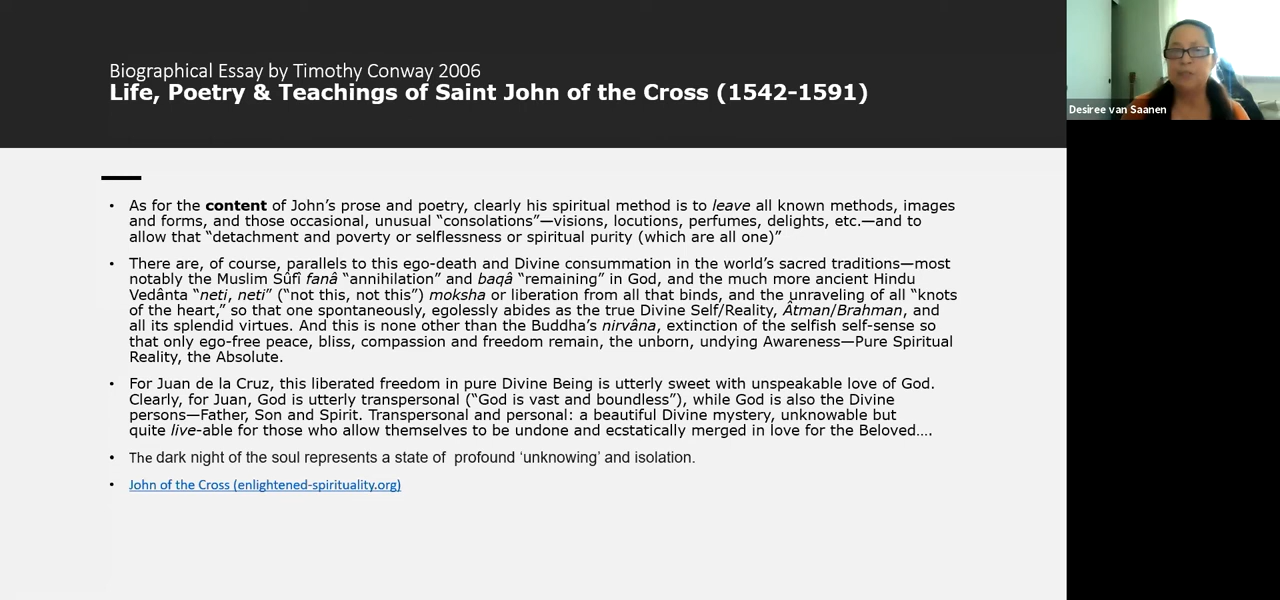 Biographical Essay by Timothy Conway 2006
Life, Poetry & Teachings of Saint John of the Cross (1542-1591)
Desiree van Saanen
• As for the content of John’s prose and poetry, clearly his spiritual method is to leave all known methods, images
and forms, and those occasional, unusual “consolations”—visions, locutions, perfumes, delights, etc.—and to
allow that “detachment and poverty or selflessness or spiritual purity (which are all one)”
• There are, of course, parallels to this ego-death and Divine consummation in the world’s sacred traditions—most
notably the Muslim Sûfî fanâ “annihilation” and baqâ “remaining” in God, and the much more ancient Hindu
Vedânta “neti, neti” (“not this, not this”) moksha or liberation from all that binds, and the unraveling of all “knots
of the heart,” so that one spontaneously, egolessly abides as the true Divine Self/Reality, Âtman/Brahman, and
all its splendid virtues. And this is none other than the Buddha’s nirvâna, extinction of the selfish self-sense so
that only ego-free peace, bliss, compassion and freedom remain, the unborn, undying Awareness—Pure Spiritual
Reality, the Absolute.
• For Juan de la Cruz, this liberated freedom in pure Divine Being is utterly sweet with unspeakable love of God.
Clearly, for Juan, God is utterly transpersonal (“God is vast and boundless”), while God is also the Divine
persons—Father, Son and Spirit. Transpersonal and personal: a beautiful Divine mystery, unknowable but
quite live-able for those who allow themselves to be undone and ecstatically merged in love for the Beloved….
• The dark night of the soul represents a state of profound ‘unknowing’ and isolation.
• John of the Cross (enlightened-spirituality.org)